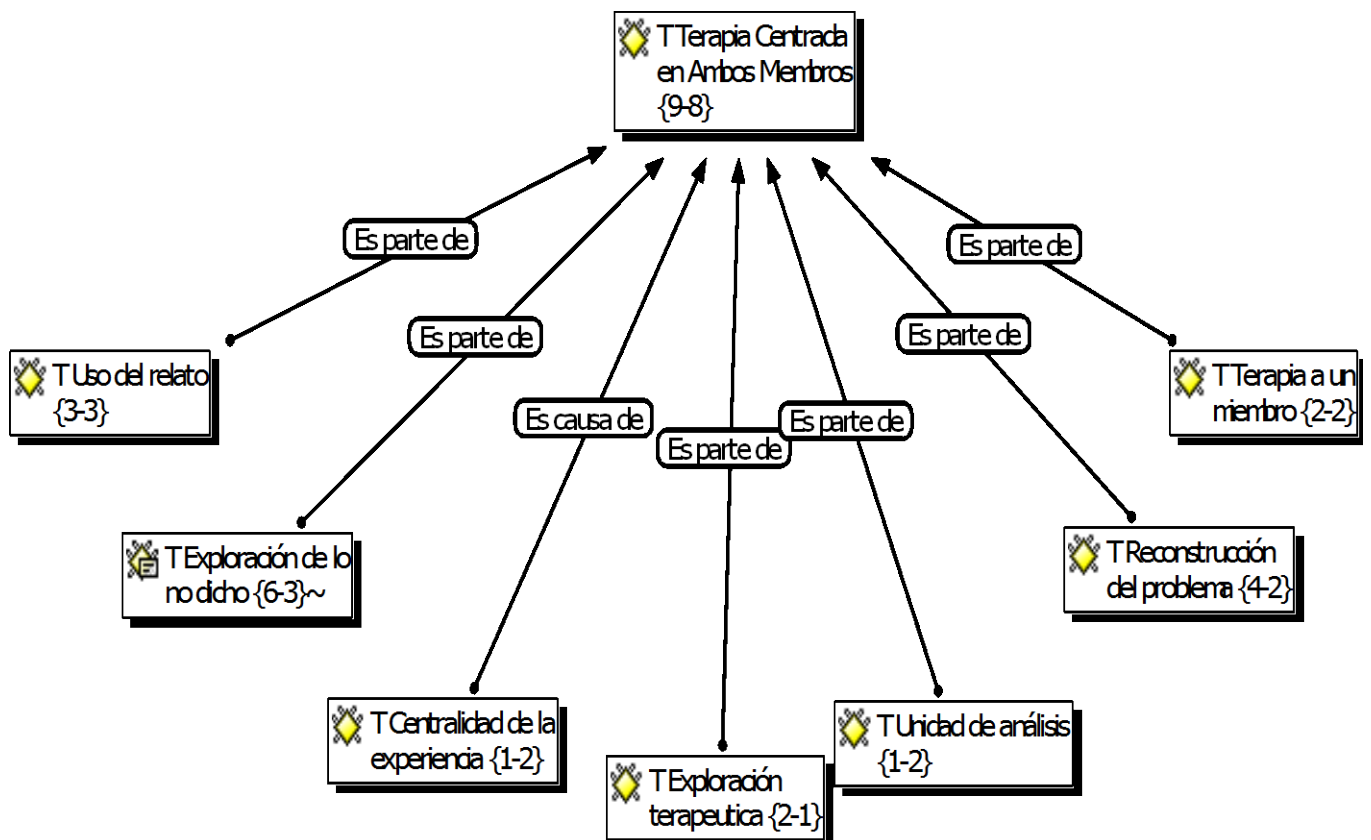 T Terapia Centrada
en Ambos Miembros
{9-8}
Es parte de
Es parte de
Es parte de
Es parte de
Es causa de
Es parte de
Es parte de
T Uso del relato
{3-3}
T Terapia a un
miembro {2-2}
T Exploración de lo
no dicho {6-3}~
T Reconstrucción
del problema {4-2}
T Centralidad de la
experiencia {1-2}
T Unidad de análisis
{1-2}
T Exploración
terapeutica {2-1}